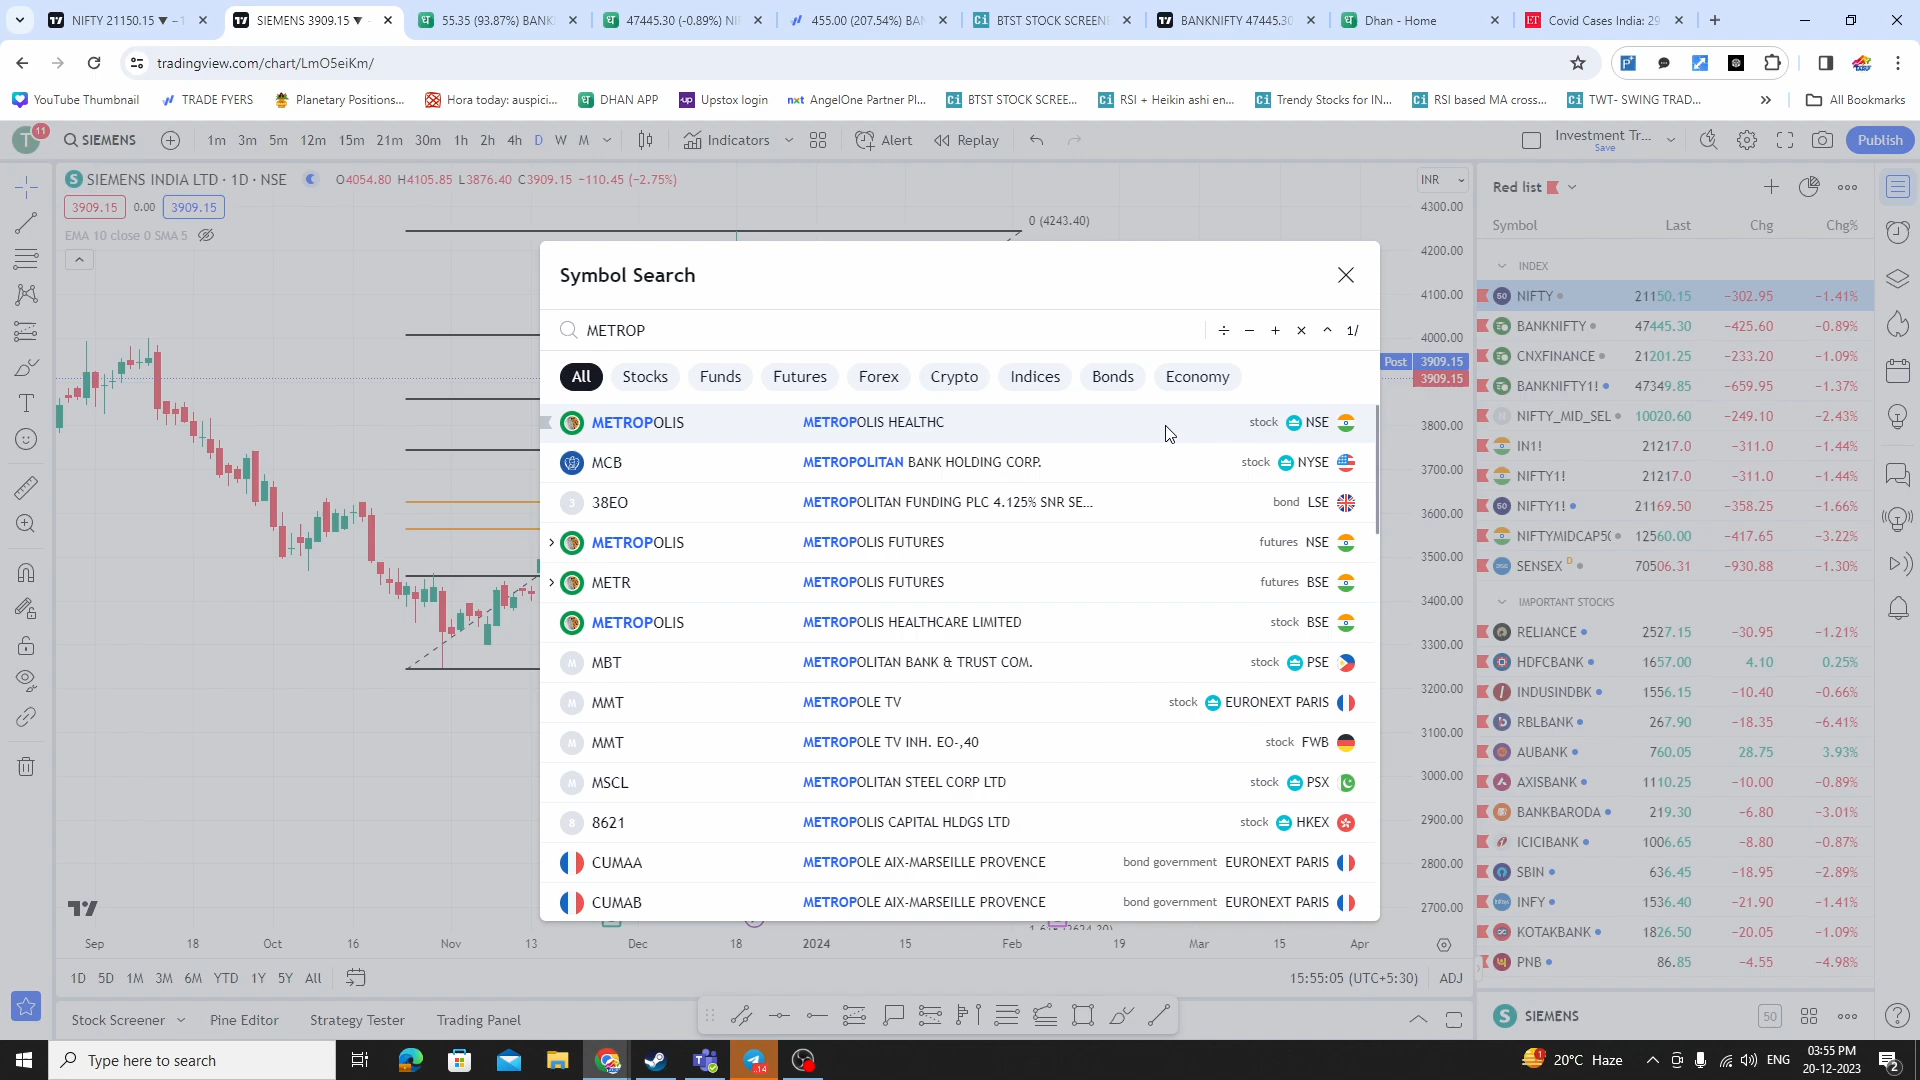 NIFTY 21150.15 ▼ −1
SIEMENS 3909.15 ▼
55.35 (93.87%) BANK
47445.30 (-0.89%) NI
455.00 (207.54%) BAN
BTST STOCK SCREENE
BANKNIFTY 47445.30
Dhan - Home
Covid Cases India: 29
tradingview.com/chart/LmO5eiKm/
YouTube Thumbnail
TRADE FYERS
Planetary Positions...
Hora today: auspici...
DHAN APP
Upstox login
AngelOne Partner Pl...
BTST STOCK SCREE...
RSI + Heikin ashi en...
Trendy Stocks for IN...
RSI based MA cross...
TWT- SWING TRAD...
All Bookmarks
T 11
SIEMENS
1m 3m 5m 12m 15m 21m 30m 1h 2h 4h D W M
Indicators
Alert
Replay
Investment Tr...
Save
Publish
SIEMENS INDIA LTD · 1D · NSE
O4054.80 H4105.85 L3876.40 C3909.15 −110.45 (−2.75%)
3909.15 0.00 3909.15
EMA 10 close 0 SMA 5
0 (4243.40)
INR
4300.00
4200.00
4100.00
4000.00
Post 3909.15
3909.15
3800.00
3700.00
3600.00
3500.00
3400.00
3300.00
3200.00
3100.00
3000.00
2900.00
2800.00
2700.00
Symbol Search
METROP
All Stocks Funds Futures Forex Crypto Indices Bonds Economy
METROPOLIS METROPOLIS HEALTHC stock NSE
MCB METROPOLITAN BANK HOLDING CORP. stock NYSE
3 38EO METROPOLITAN FUNDING PLC 4.125% SNR SE... bond LSE
METROPOLIS METROPOLIS FUTURES futures NSE
METR METROPOLIS FUTURES futures BSE
METROPOLIS METROPOLIS HEALTHCARE LIMITED stock BSE
M MBT METROPOLITAN BANK & TRUST COM. stock PSE
M MMT METROPOLE TV stock EURONEXT PARIS
M MMT METROPOLE TV INH. EO-,40 stock FWB
M MSCL METROPOLITAN STEEL CORP LTD stock PSX
8 8621 METROPOLIS CAPITAL HLDGS LTD stock HKEX
CUMAA METROPOLE AIX-MARSEILLE PROVENCE bond government EURONEXT PARIS
CUMAB METROPOLE AIX-MARSEILLE PROVENCE bond government EURONEXT PARIS
Sep 18 Oct 16 Nov 13 Dec 18 2024 15 Feb 19 Mar 15 Apr
1D 5D 1M 3M 6M YTD 1Y 5Y All
15:55:05 (UTC+5:30) ADJ
Stock Screener
Pine Editor
Strategy Tester
Trading Panel
Red list
Symbol Last Chg Chg%
INDEX
NIFTY 21150.15 −302.95 −1.41%
BANKNIFTY 47445.30 −425.60 −0.89%
CNXFINANCE 21201.25 −233.20 −1.09%
BANKNIFTY1! 47349.85 −659.95 −1.37%
NIFTY_MID_SEL 10020.60 −249.10 −2.43%
IN1! 21217.0 −311.0 −1.44%
NIFTY1! 21217.0 −311.0 −1.44%
NIFTY1! 21169.50 −358.25 −1.66%
NIFTYMIDCAP5( 12560.00 −417.65 −3.22%
SENSEX D 70506.31 −930.88 −1.30%
IMPORTANT STOCKS
RELIANCE 2527.15 −30.95 −1.21%
HDFCBANK 1657.00 4.10 0.25%
INDUSINDBK 1556.15 −10.40 −0.66%
RBLBANK 267.90 −18.35 −6.41%
AUBANK 760.05 28.75 3.93%
AXISBANK 1110.25 −10.00 −0.89%
BANKBARODA 219.30 −6.80 −3.01%
ICICIBANK 1006.65 −8.80 −0.87%
SBIN 636.45 −18.95 −2.89%
INFY 1536.40 −21.90 −1.41%
KOTAKBANK 1826.50 −20.05 −1.09%
PNB 86.85 −4.55 −4.98%
S SIEMENS 50
Type here to search
20°C Haze
ENG
03:55 PM
20-12-2023
2